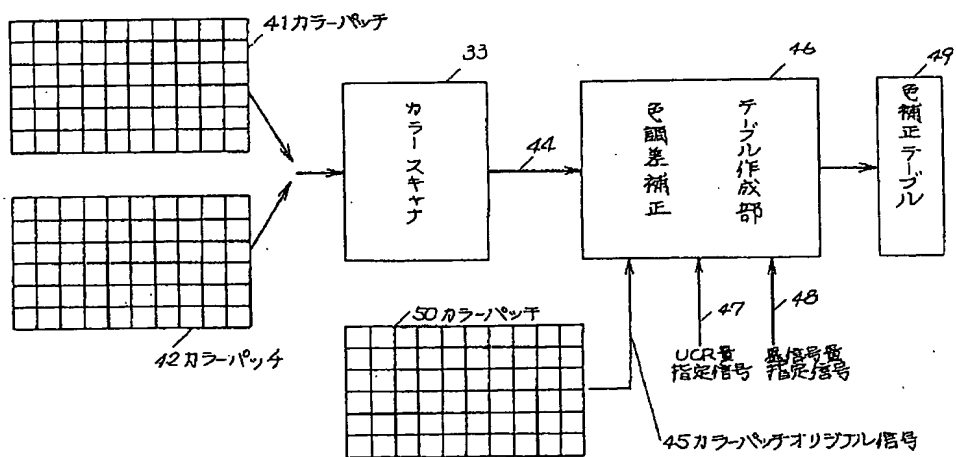 41カラーパッチ
33
カラースキャナ
44
46
色調差補正
テーブル作成部
49
色補正テーブル
42カラーパッチ
50カラーパッチ
47
UCR量
指定信号
48
墨信号量
指定信号
45カラーパッチオリジナル信号